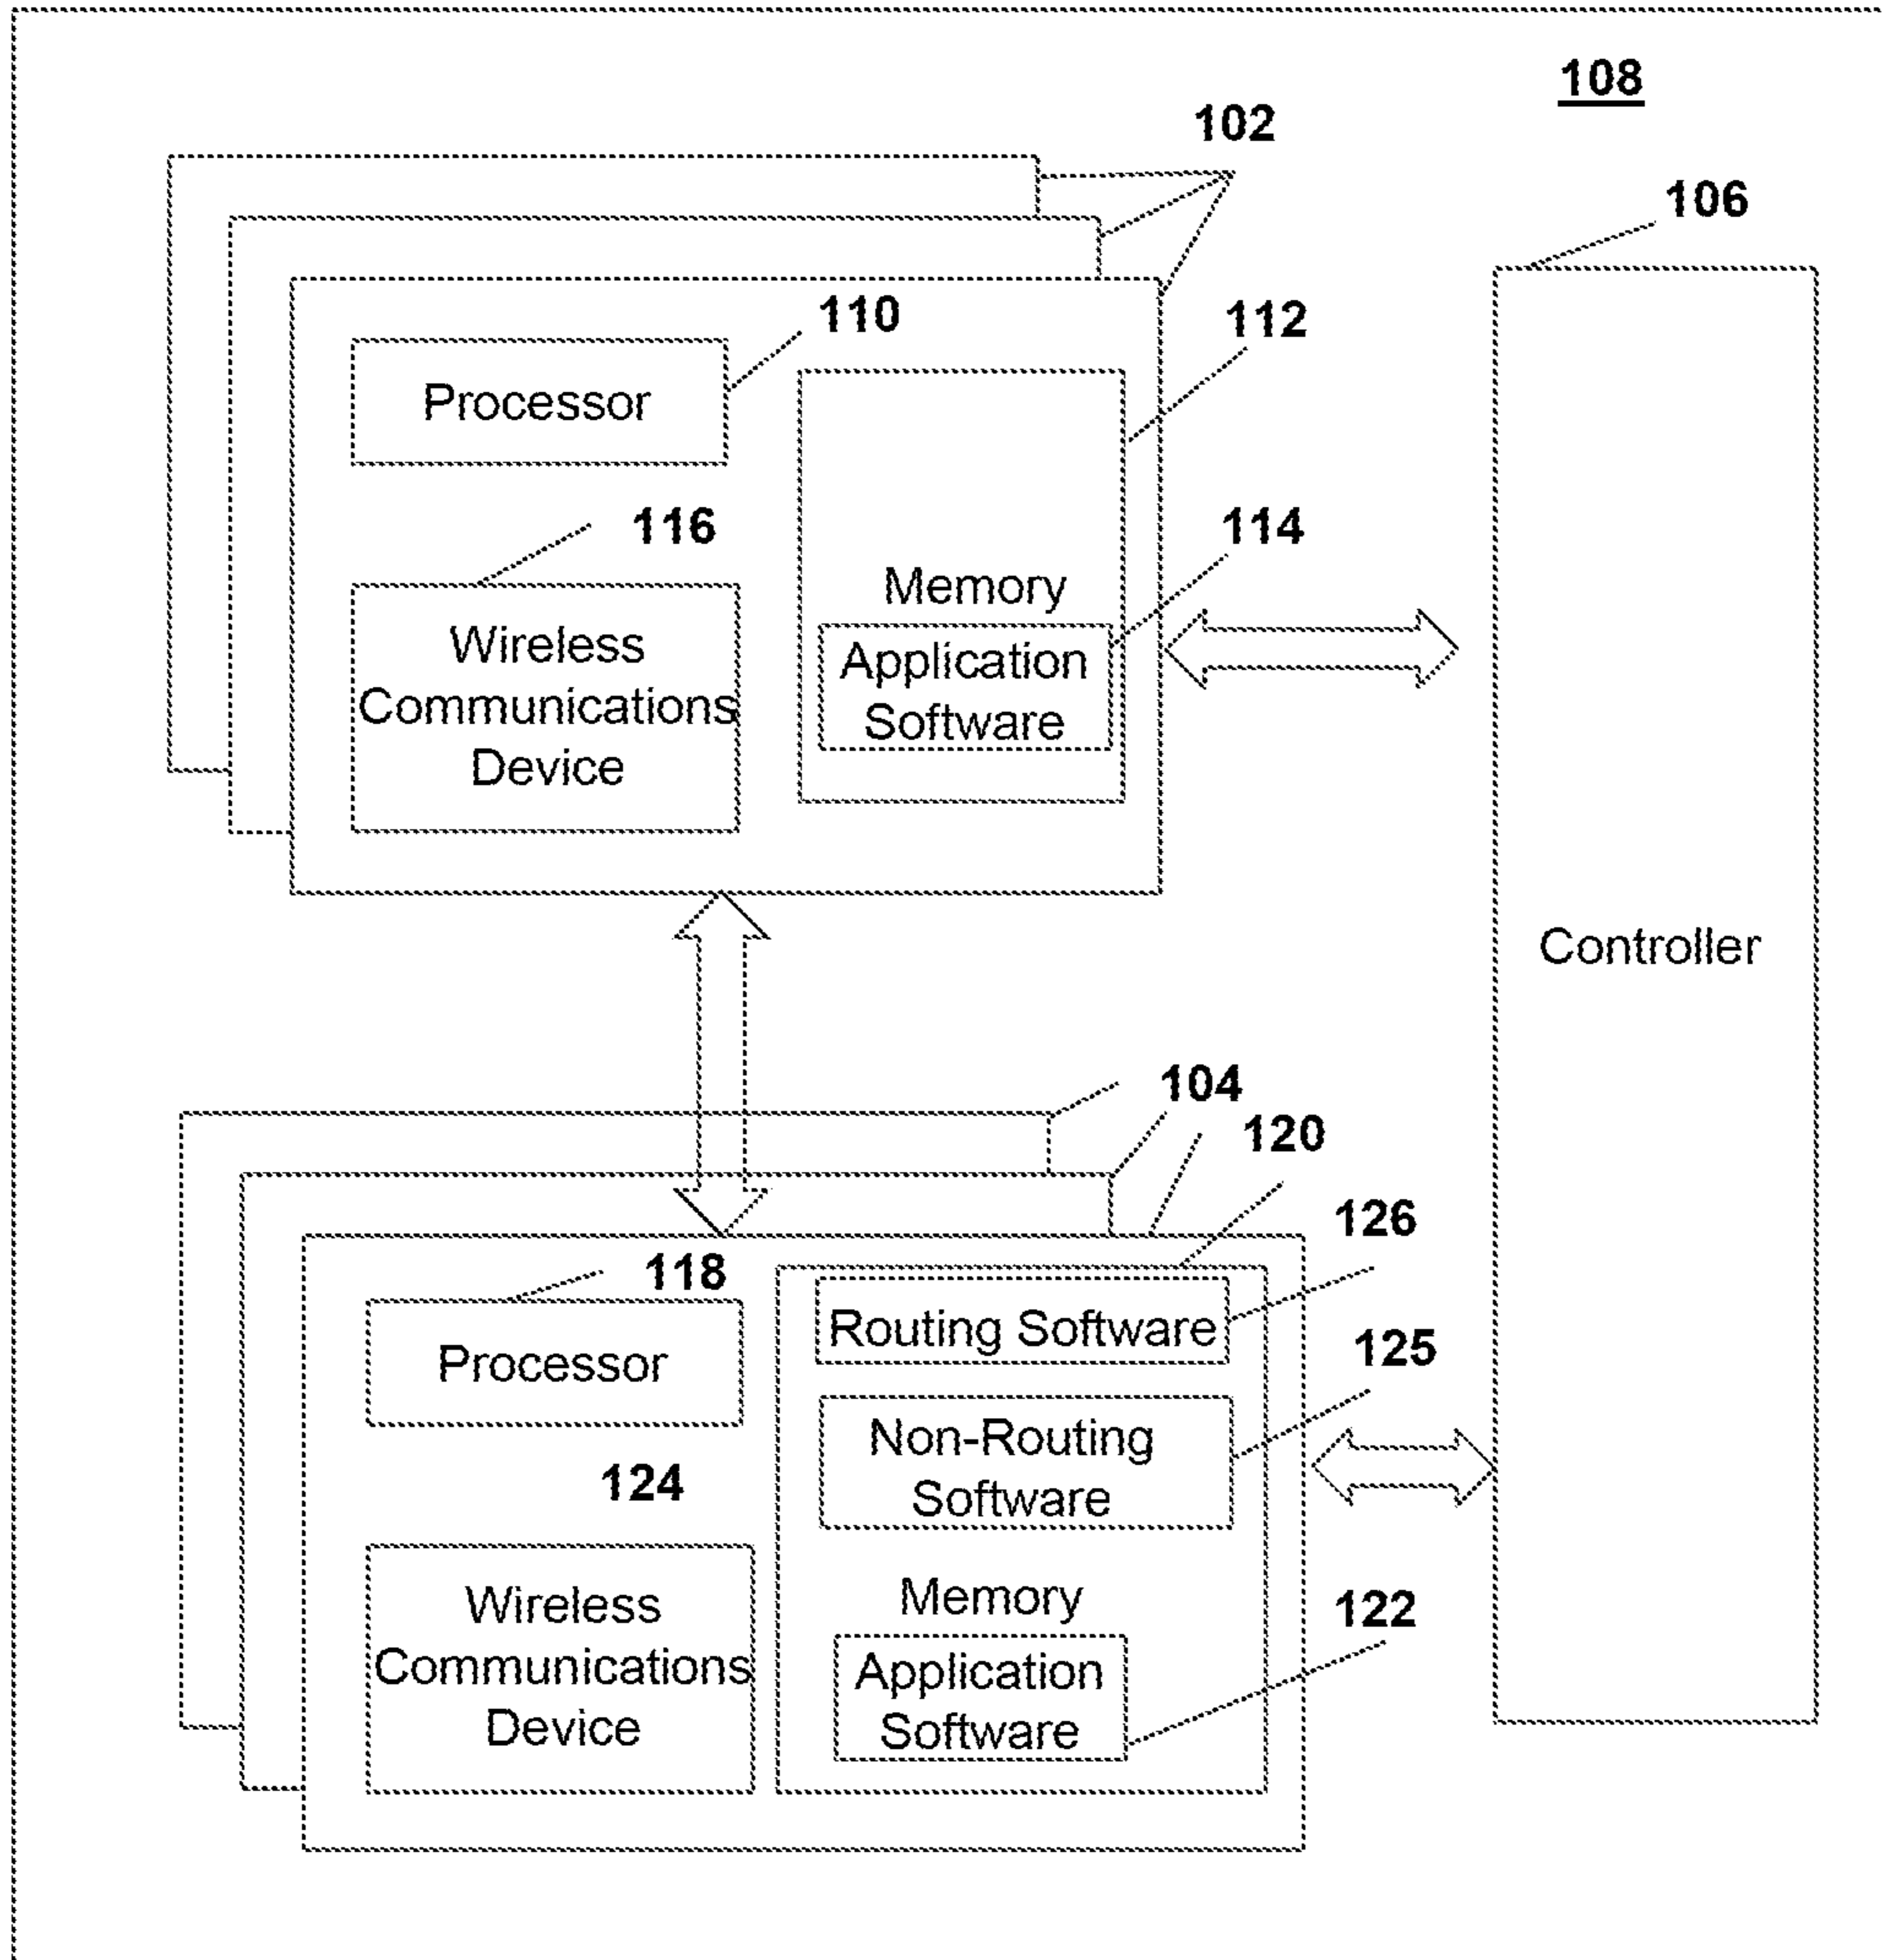 108
102
106
110
112
Processor
116
114
Memory
Wireless
Communications
Device
Application
Software
Controller
104
120
126
118
Routing Software
125
Processor
Non-Routing
Software
124
Memory
122
Wireless
Communications
Device
Application
Software